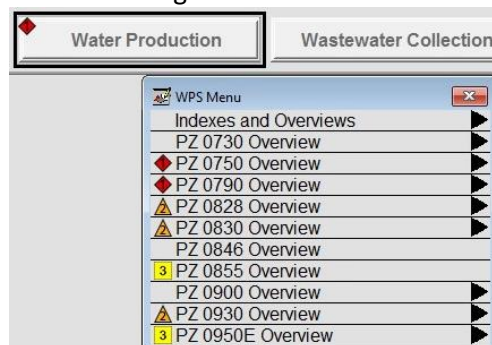 Water Production
Wastewater Collection
WPS Menu
Indexes and Overviews
PZ 0730 Overview
PZ 0750 Overview
PZ 0790 Overview
2 PZ 0828 Overview
2 PZ 0830 Overview
PZ 0846 Overview
3 PZ 0855 Overview
PZ 0900 Overview
2 PZ 0930 Overview
3 PZ 0950E Overview